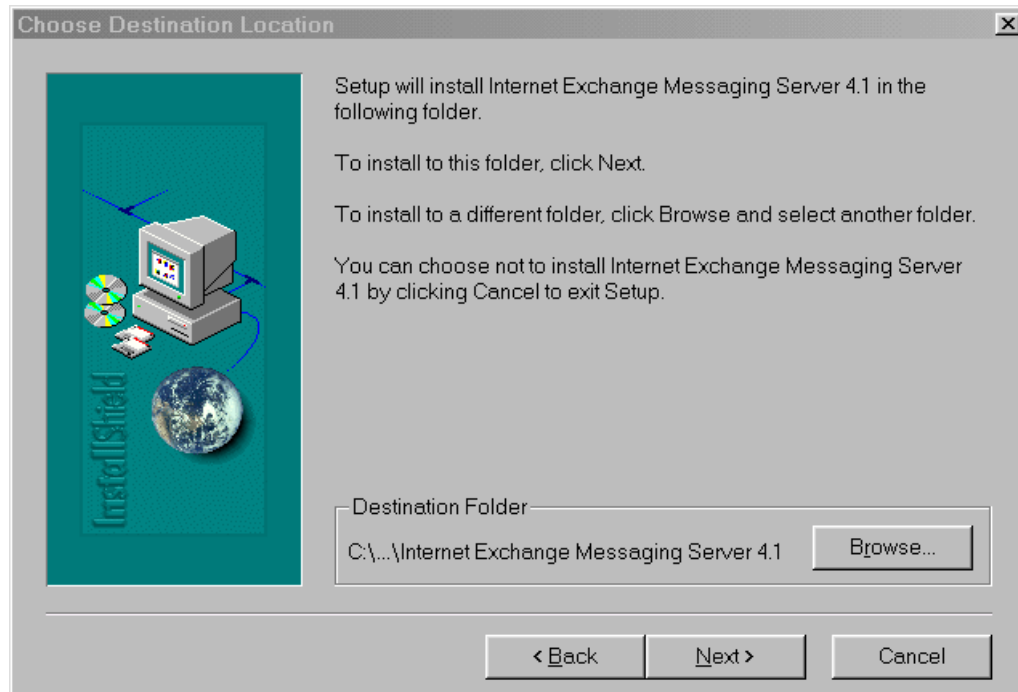 Choose Destination Location
Setup will install Internet Exchange Messaging Server 4.1 in the
following folder.
To install to this folder, click Next.
To install to a different folder, click Browse and select another folder.
You can choose not to install Internet Exchange Messaging Server
4.1 by clicking Cancel to exit Setup.
InstallShield
Destination Folder
C:\...\Internet Exchange Messaging Server 4.1
Browse...
< Back
Next >
Cancel